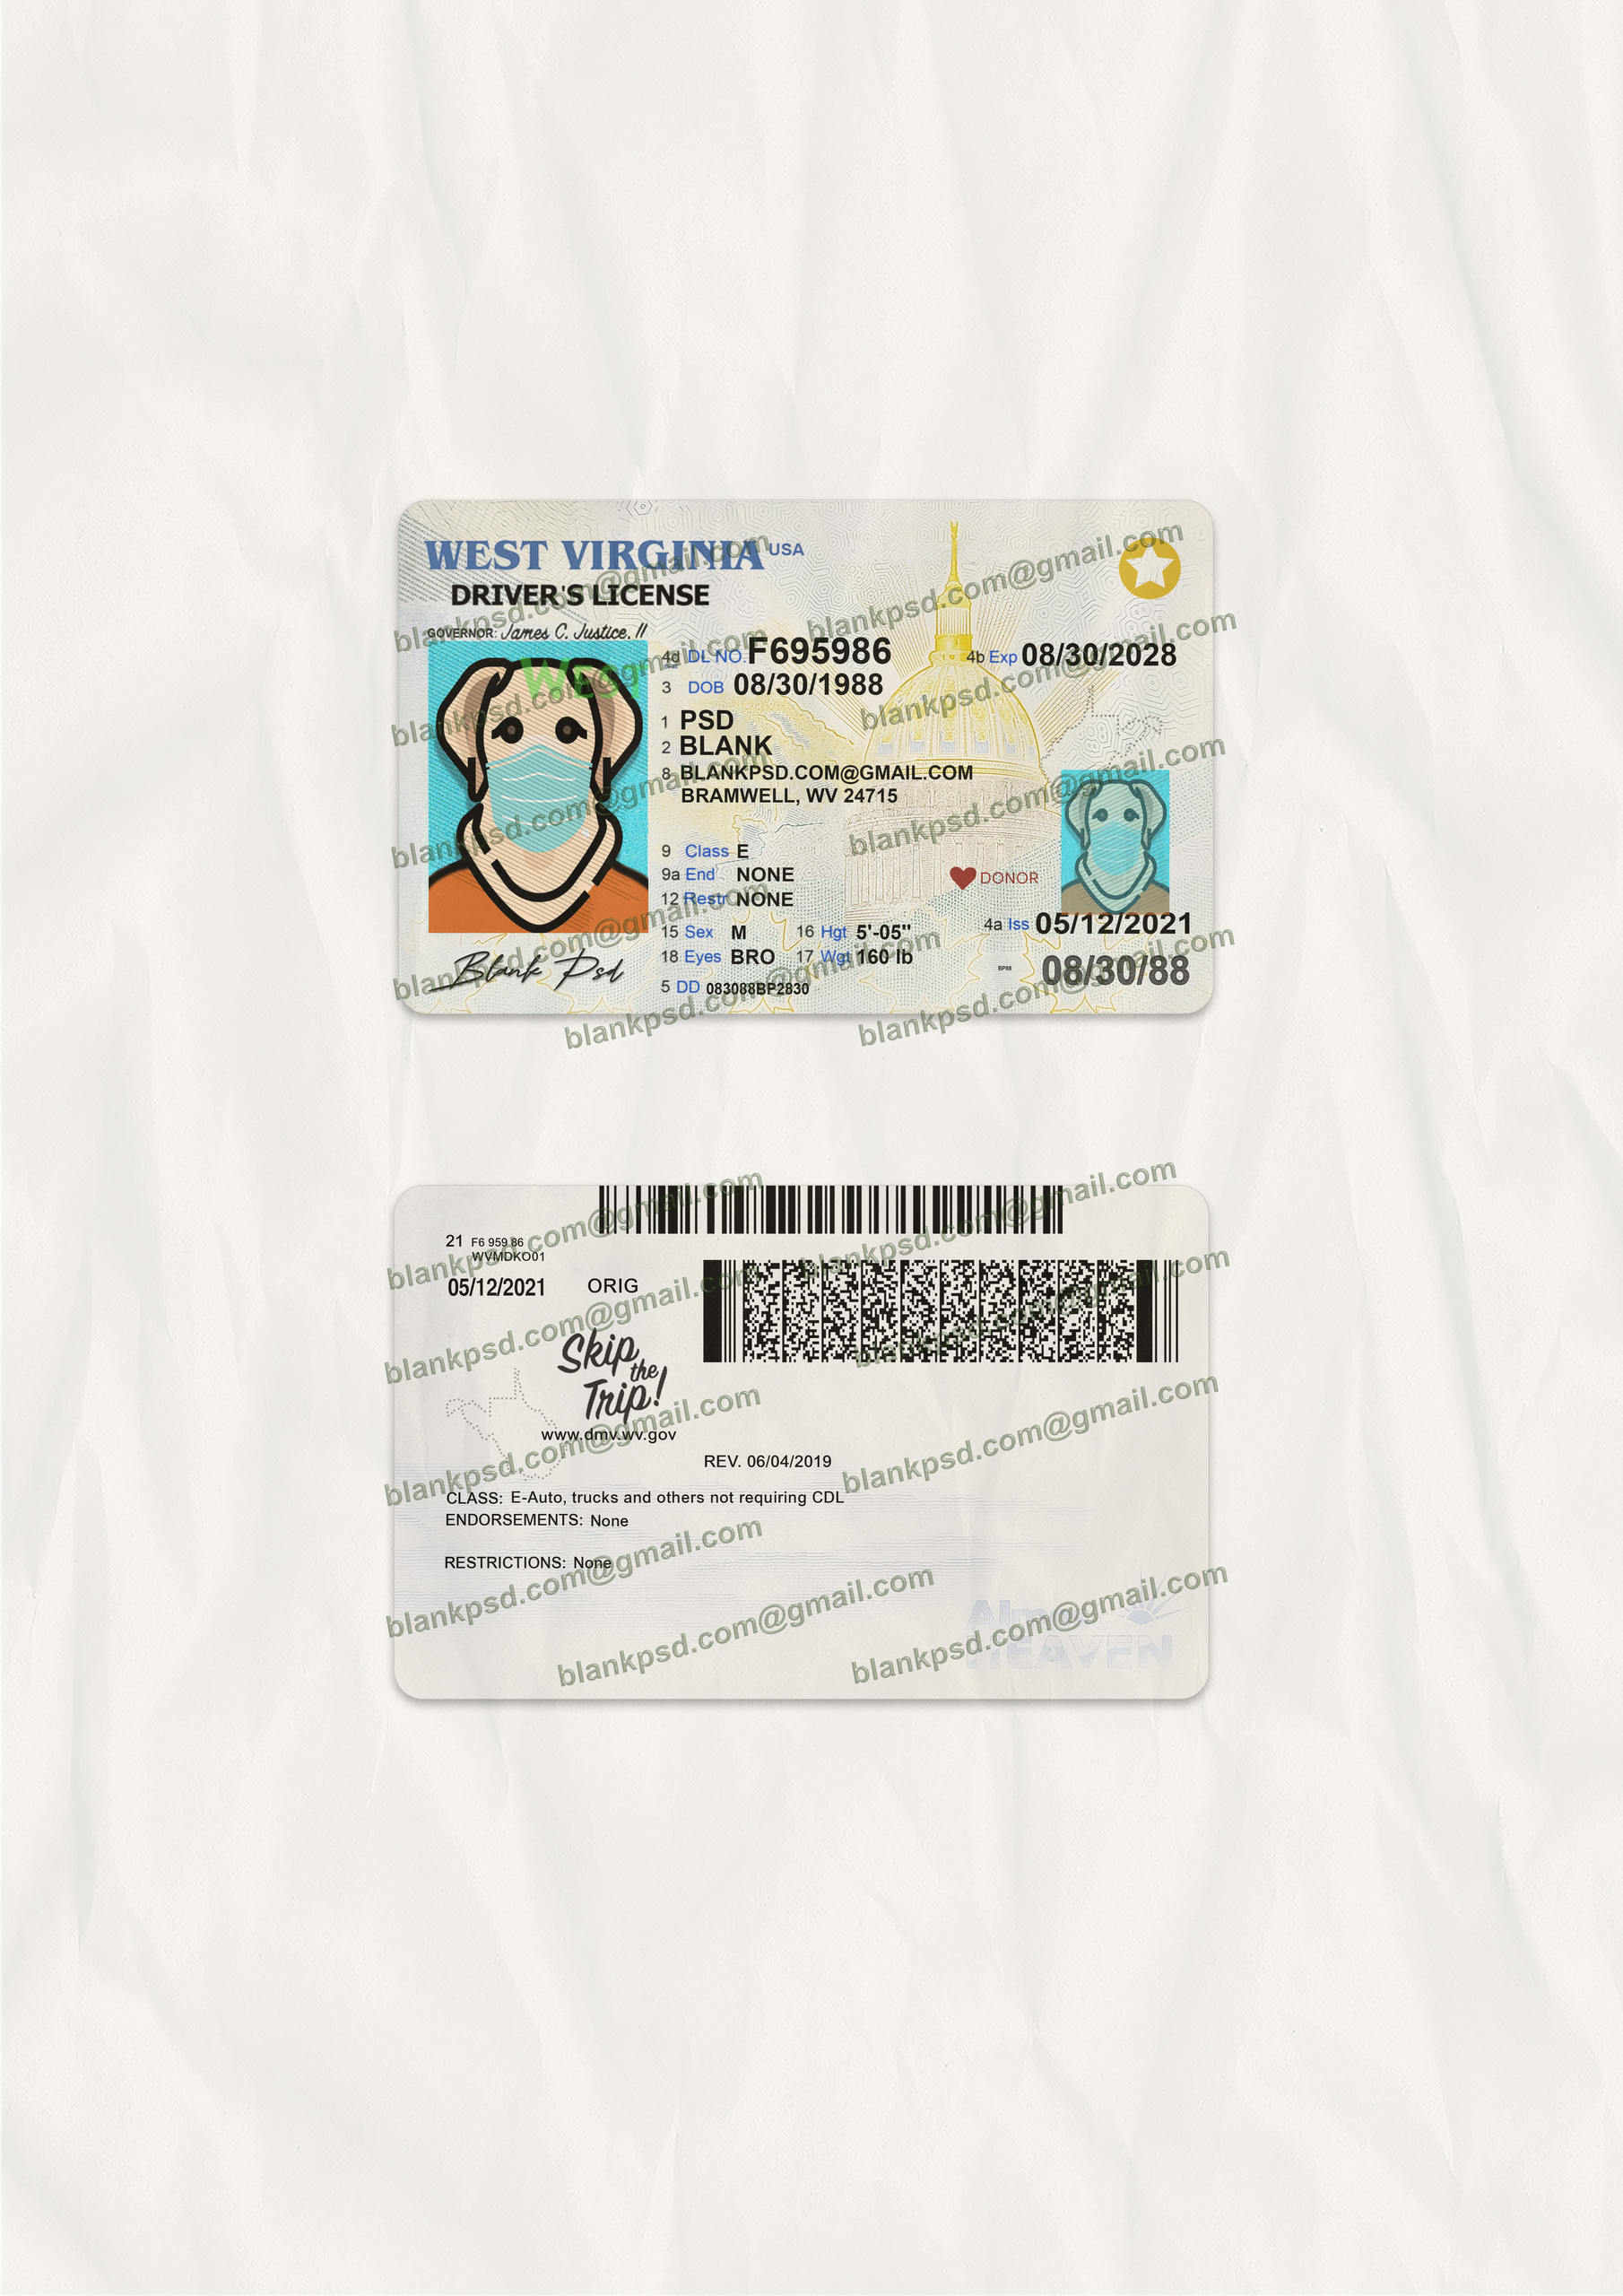 WEST VIRGINIA USA
DRIVER'S LICENSE
GOVERNOR: James C. Justice, II
4d DL NO. F695986
4b Exp 08/30/2028
3 DOB 08/30/1988
1 PSD
2 BLANK
8 BLANKPSD.COM@GMAIL.COM
BRAMWELL, WV 24715
9 Class E
9a End NONE
DONOR
12 Restr NONE
4a Iss 05/12/2021
15 Sex M 16 Hgt 5'-05"
18 Eyes BRO 17 Wgt 160 lb
BP88
08/30/88
Blank Psd
5 DD 083088BP2830
blankpsd.com@gmail.com
21 F6 959 86
WVMDKO01
05/12/2021 ORIG
Skip
the
Trip!
www.dmv.wv.gov
REV. 06/04/2019
CLASS: E-Auto, trucks and others not requiring CDL
ENDORSEMENTS: None
RESTRICTIONS: None
HEAVEN
blankpsd.com@gmail.com